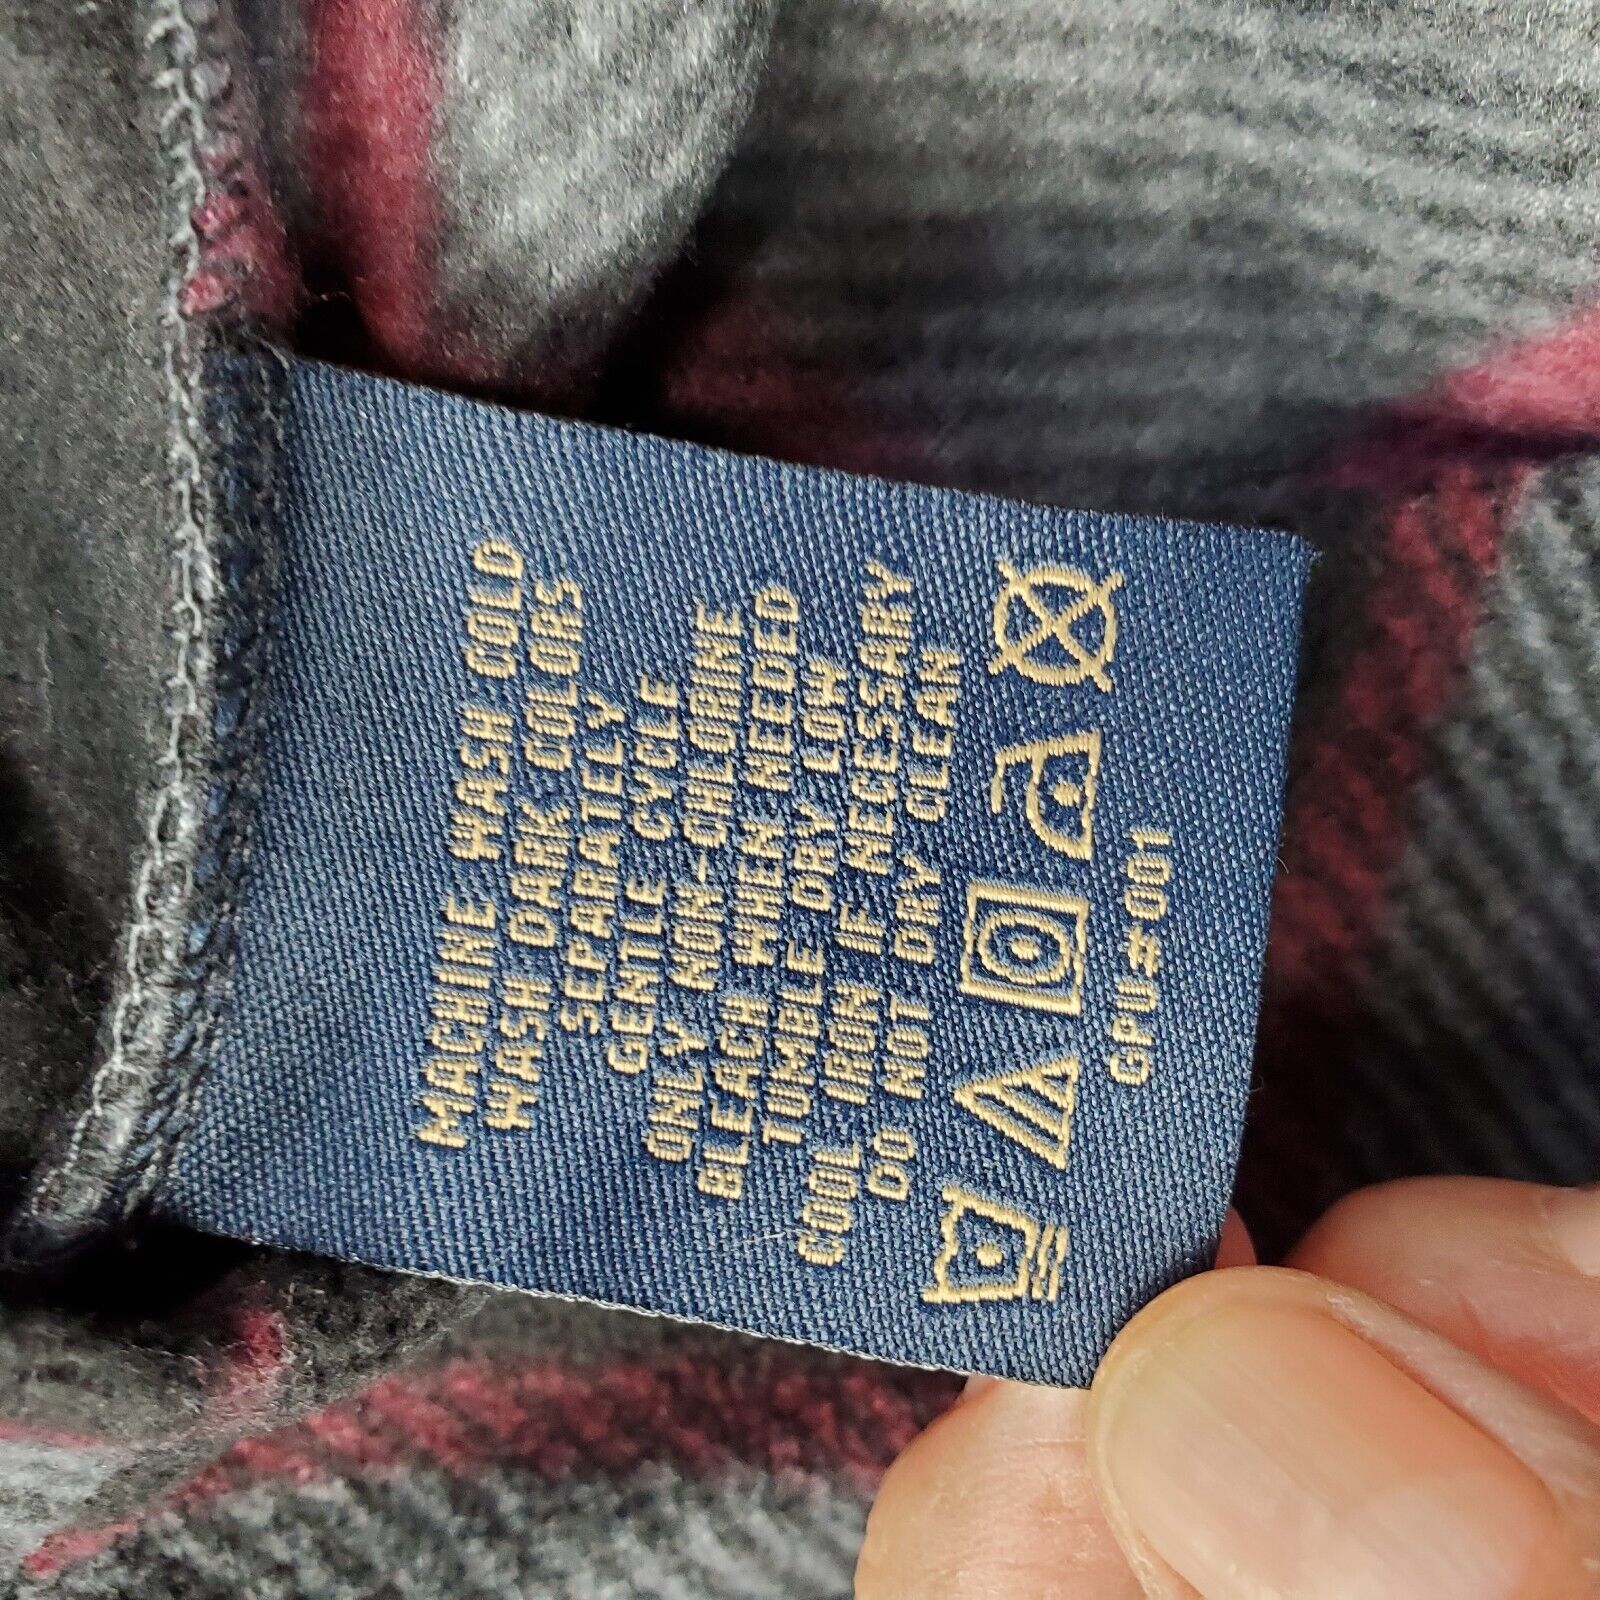 MACHINE WASH COLD
WASH DARK COLORS
SEPARATELY
GENTLE CYCLE
ONLY NON-CHLORINE
BLEACH WHEN NEEDED
TUMBLE DRY LOW
COOL IRON IF NECESSARY
DO NOT DRY CLEAN
GPU#001